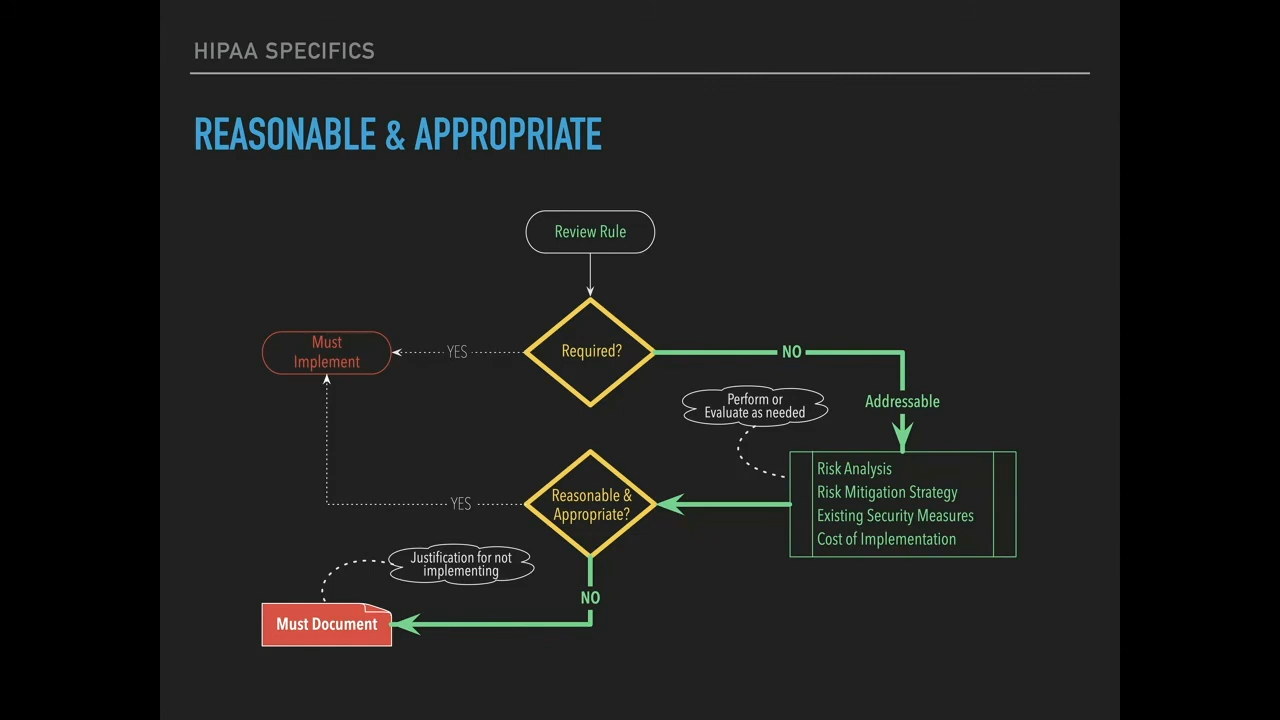 HIPAA SPECIFICS
REASONABLE & APPROPRIATE
Review Rule
Required?
YES
Must
Implement
NO
Addressable
Perform or
Evaluate as needed
Risk Analysis
Risk Mitigation Strategy
Existing Security Measures
Cost of Implementation
Reasonable &
Appropriate?
YES
NO
Justification for not
implementing
Must Document